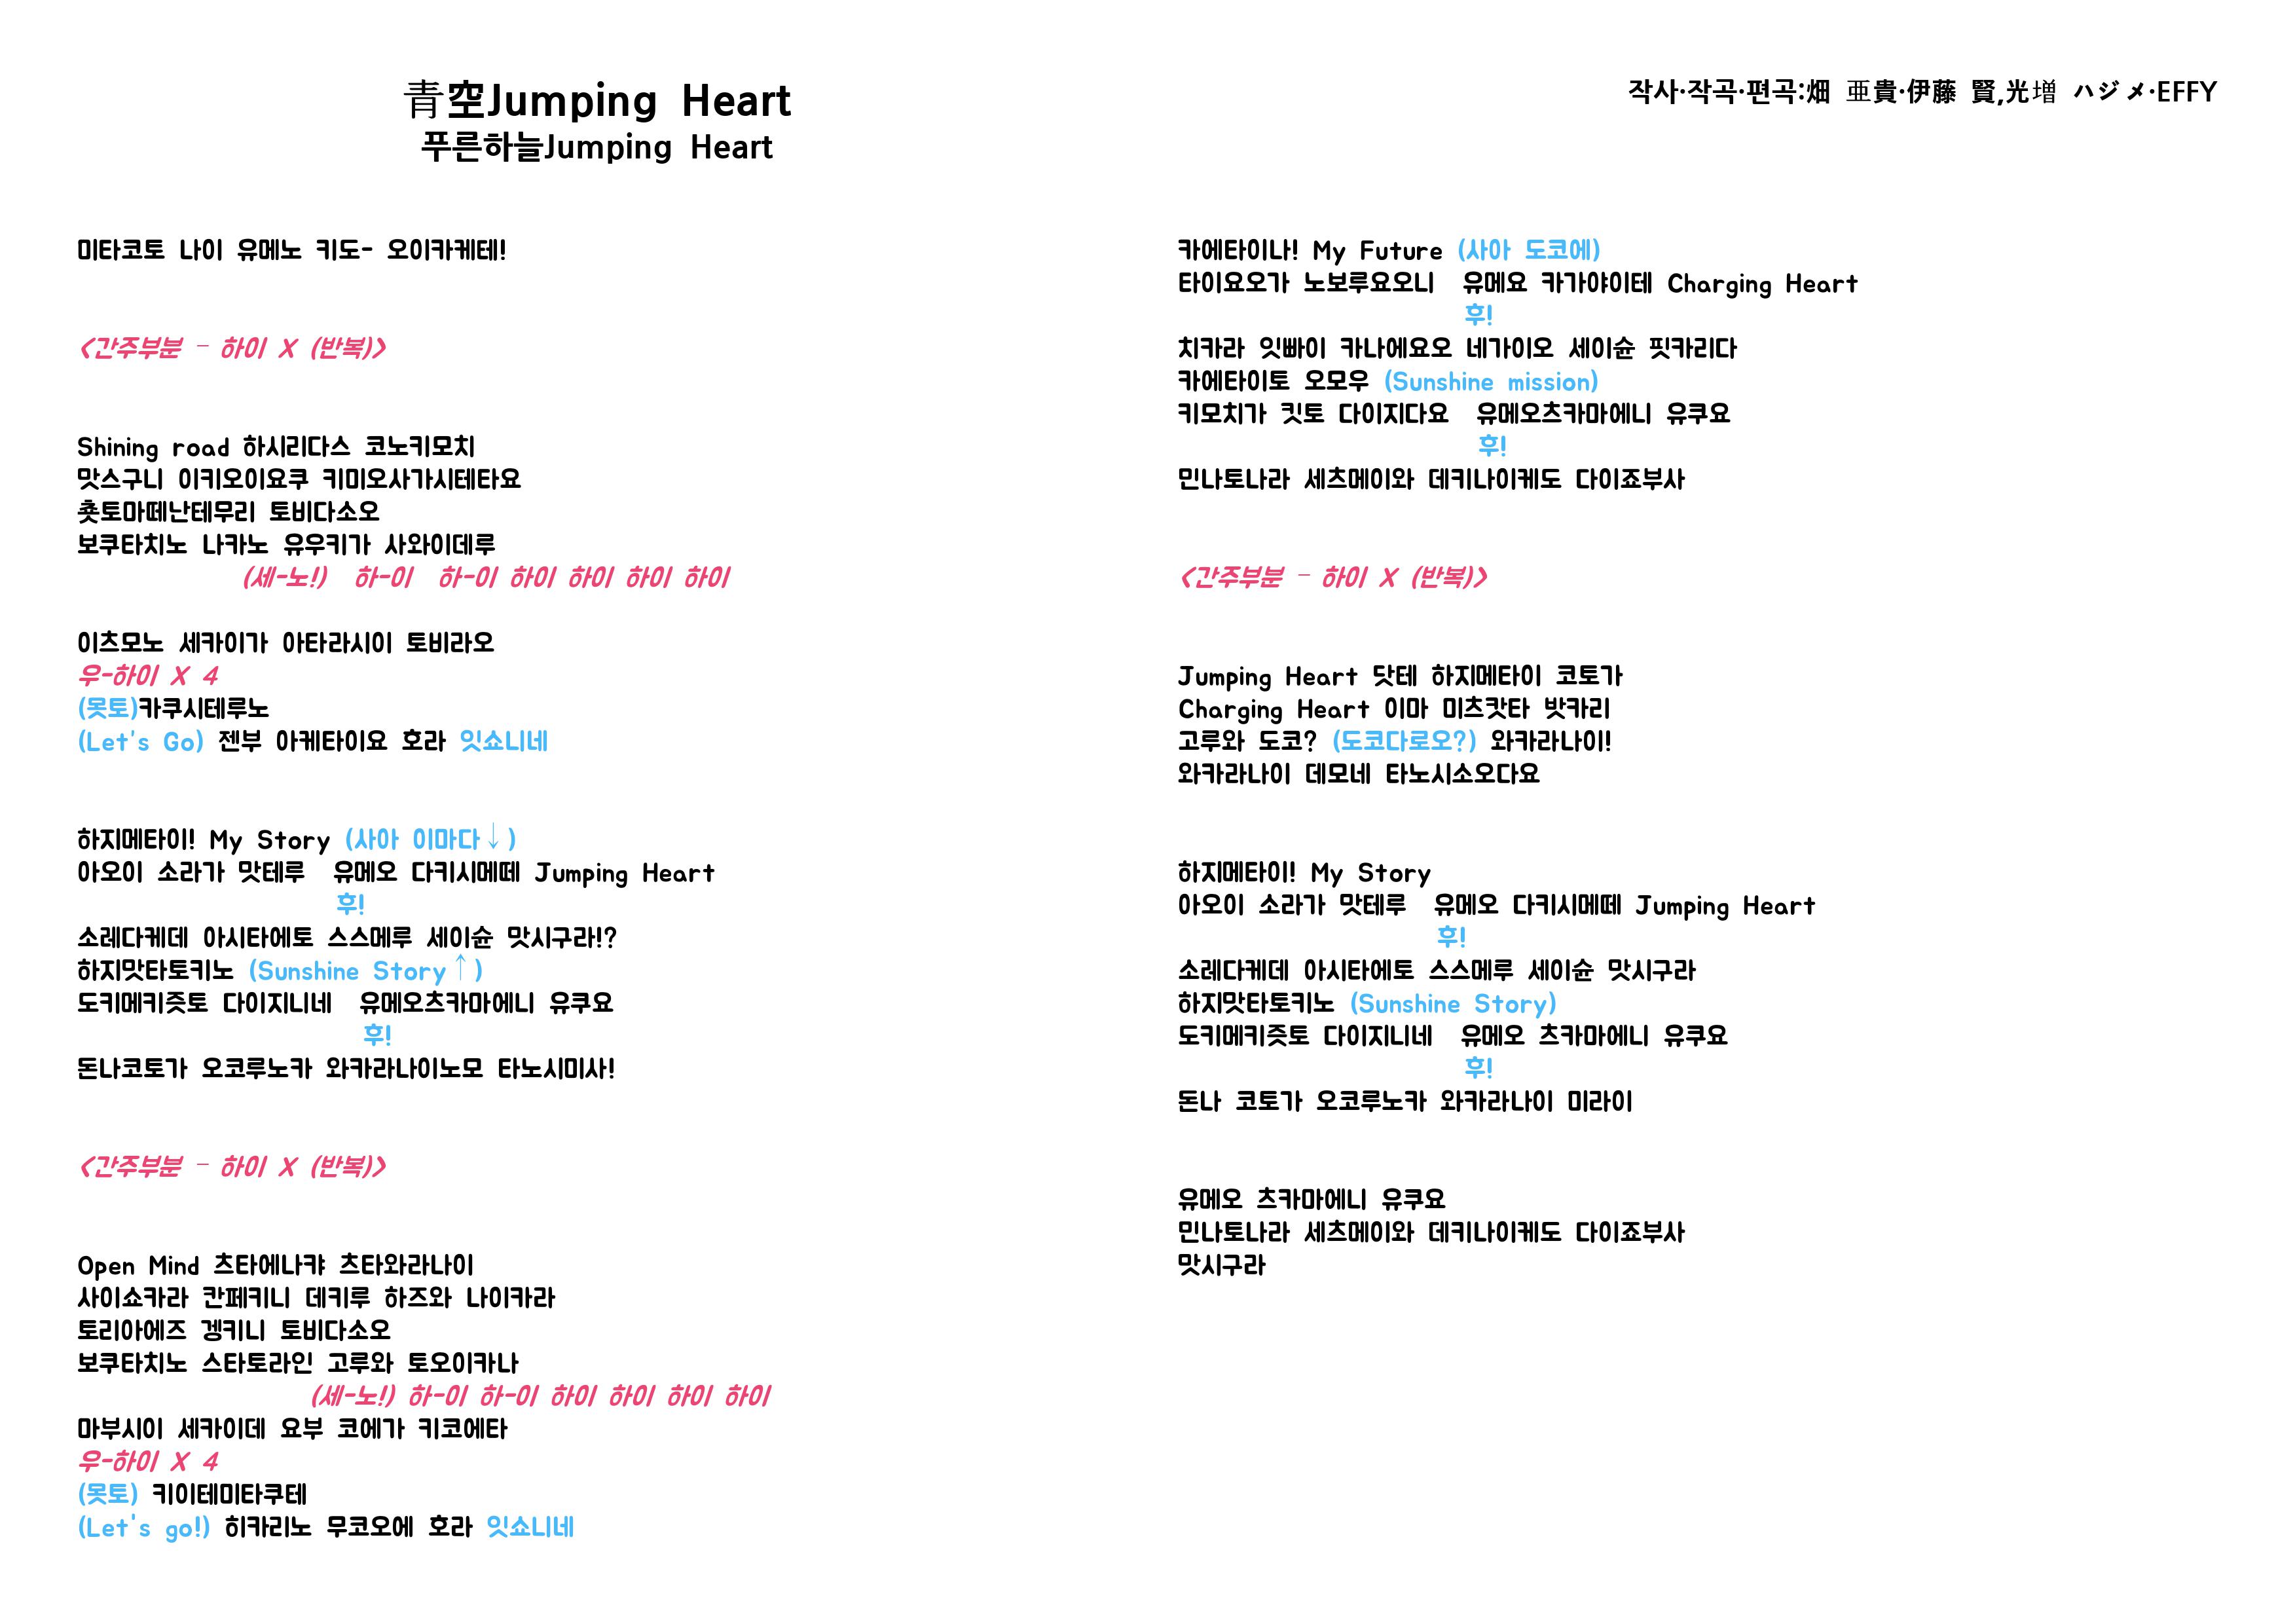 青空Jumping Heart
푸른하늘Jumping Heart
작사·작곡·편곡:畑 亜貴·伊藤 賢,光増 ハジメ·EFFY
미타코토 나이 유메노 키도- 오이카케테!
<간주부분 - 하이 X (반복)>
Shining road 하시리다스 코노키모치
맛스구니 이키오이요쿠 키미오사가시테타요
춋토마떼난테무리 토비다소오
보쿠타치노 나카노 유우키가 사와이데루
(세-노!) 하-이 하-이 하이 하이 하이 하이
이츠모노 세카이가 아타라시이 토비라오
우-하이 X 4
(못토)카쿠시테루노
(Let's Go) 젠부 아케타이요 호라 잇쇼니네
하지메타이! My Story (사아 이마다↓)
아오이 소라가 맛테루 유메오 다키시메떼 Jumping Heart
후!
소레다케데 아시타에토 스스메루 세이슌 맛시구라!?
하지맛타토키노 (Sunshine Story↑)
도키메키즛토 다이지니네 유메오츠카마에니 유쿠요
후!
돈나코토가 오코루노카 와카라나이노모 타노시미사!
<간주부분 - 하이 X (반복)>
Open Mind 츠타에나캬 츠타와라나이
사이쇼카라 칸페키니 데키루 하즈와 나이카라
토리아에즈 겡키니 토비다소오
보쿠타치노 스타토라인 고루와 토오이카나
(세-노!) 하-이 하-이 하이 하이 하이 하이
마부시이 세카이데 요부 코에가 키코에타
우-하이 X 4
(못토) 키이테미타쿠테
(Let's go!) 히카리노 무코오에 호라 잇쇼니네
카에타이나! My Future (사아 도코에)
타이요오가 노보루요오니 유메요 카가야이테 Charging Heart
후!
치카라 잇빠이 카나에요오 네가이오 세이슌 핏카리다
카에타이토 오모우 (Sunshine mission)
키모치가 킷토 다이지다요 유메오츠카마에니 유쿠요
후!
민나토나라 세츠메이와 데키나이케도 다이죠부사
<간주부분 - 하이 X (반복)>
Jumping Heart 닷테 하지메타이 코토가
Charging Heart 이마 미츠캇타 밧카리
고루와 도코? (도코다로오?) 와카라나이!
와카라나이 데모네 타노시소오다요
하지메타이! My Story
아오이 소라가 맛테루 유메오 다키시메떼 Jumping Heart
후!
소레다케데 아시타에토 스스메루 세이슌 맛시구라
하지맛타토키노 (Sunshine Story)
도키메키즛토 다이지니네 유메오 츠카마에니 유쿠요
후!
돈나 코토가 오코루노카 와카라나이 미라이
유메오 츠카마에니 유쿠요
민나토나라 세츠메이와 데키나이케도 다이죠부사
맛시구라